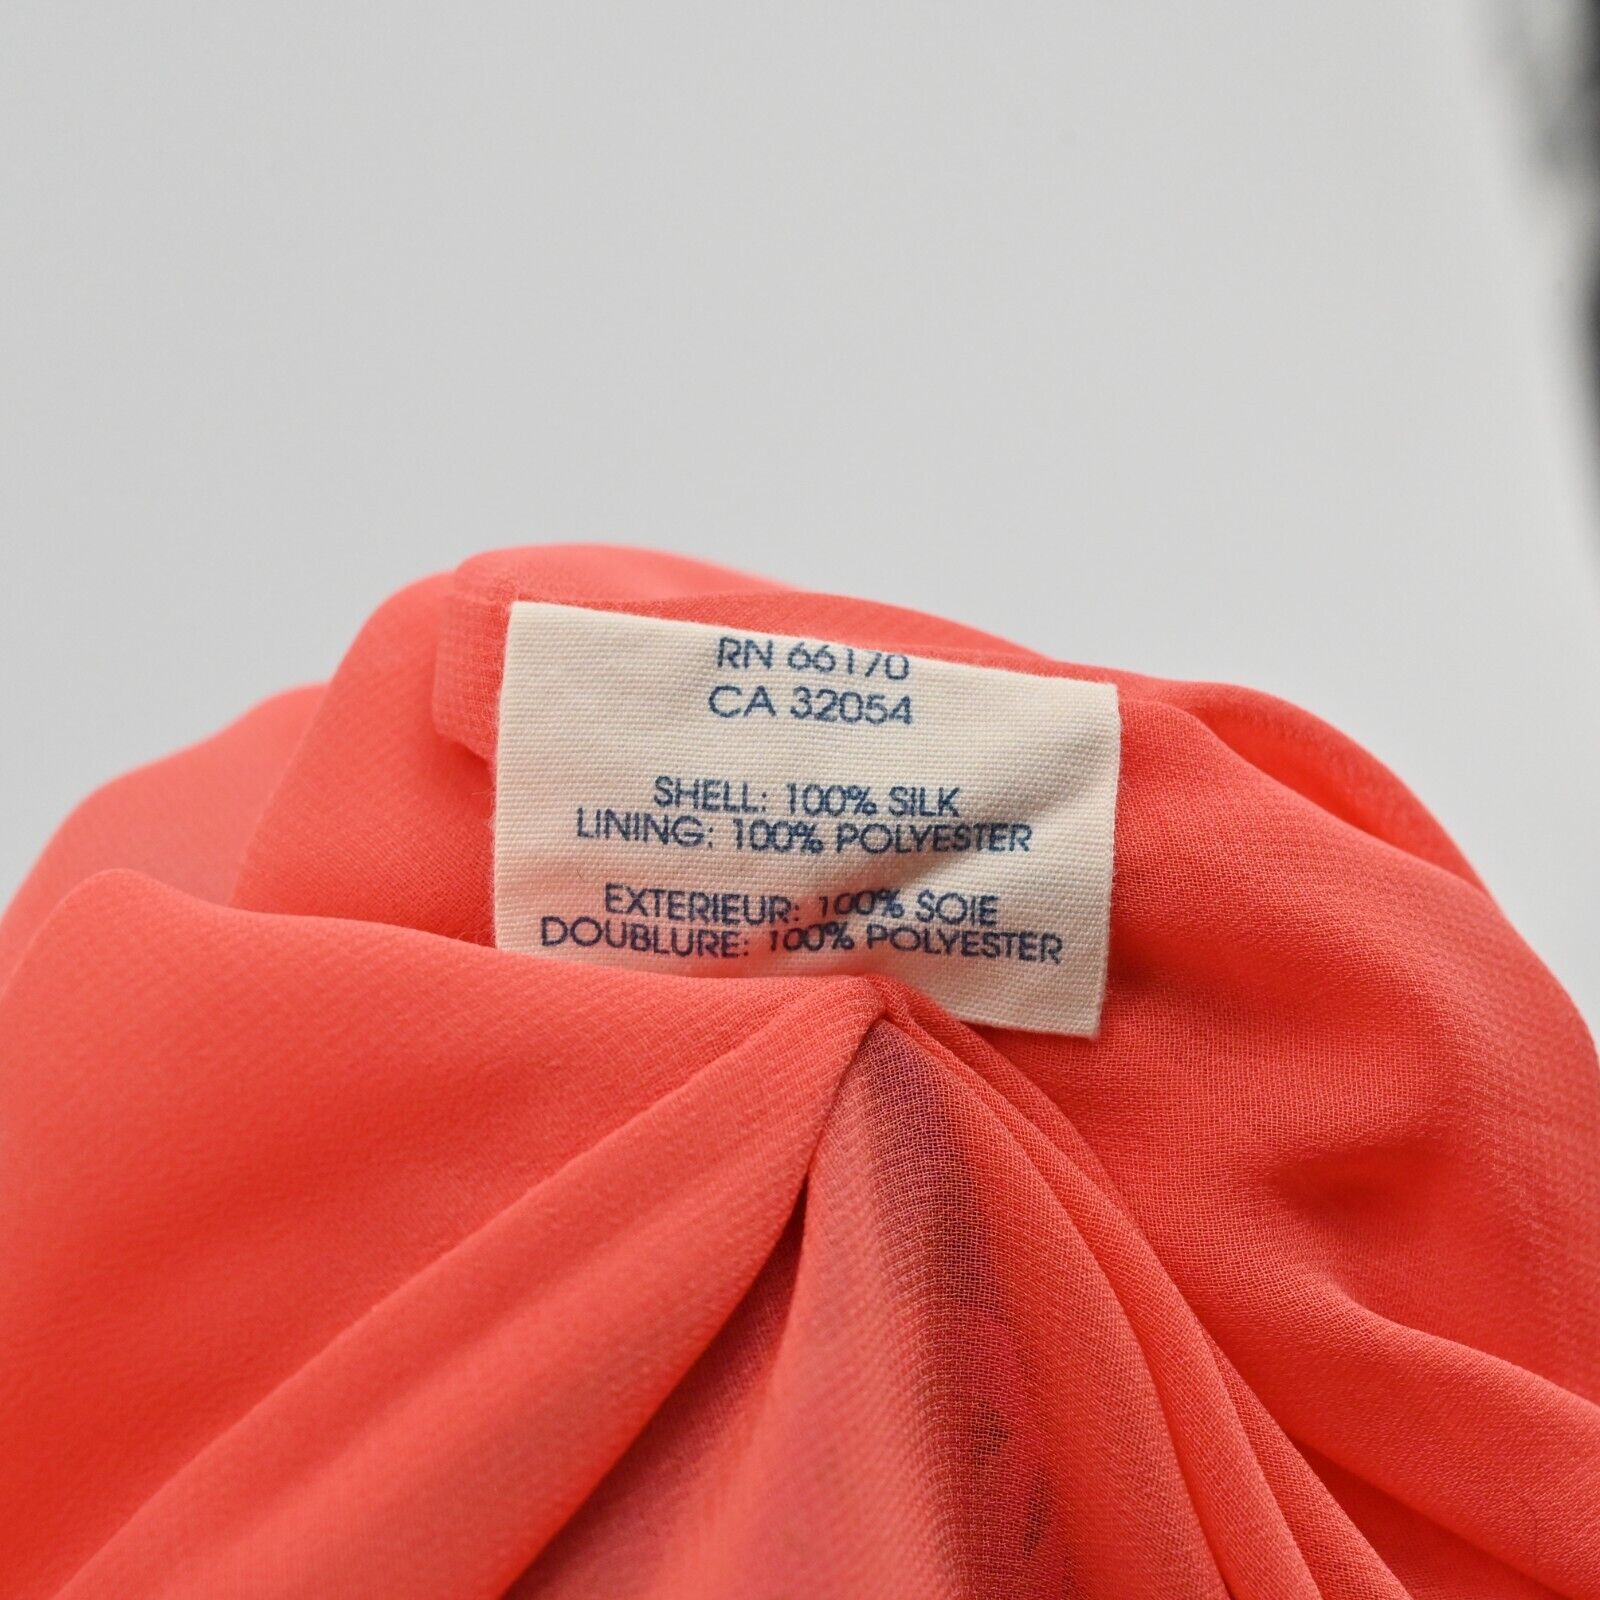 RN 66170
CA 32054
SHELL: 100% SILK
LINING: 100% POLYESTER
EXTERIEUR: 100% SOIE
DOUBLURE: 100% POLYESTER